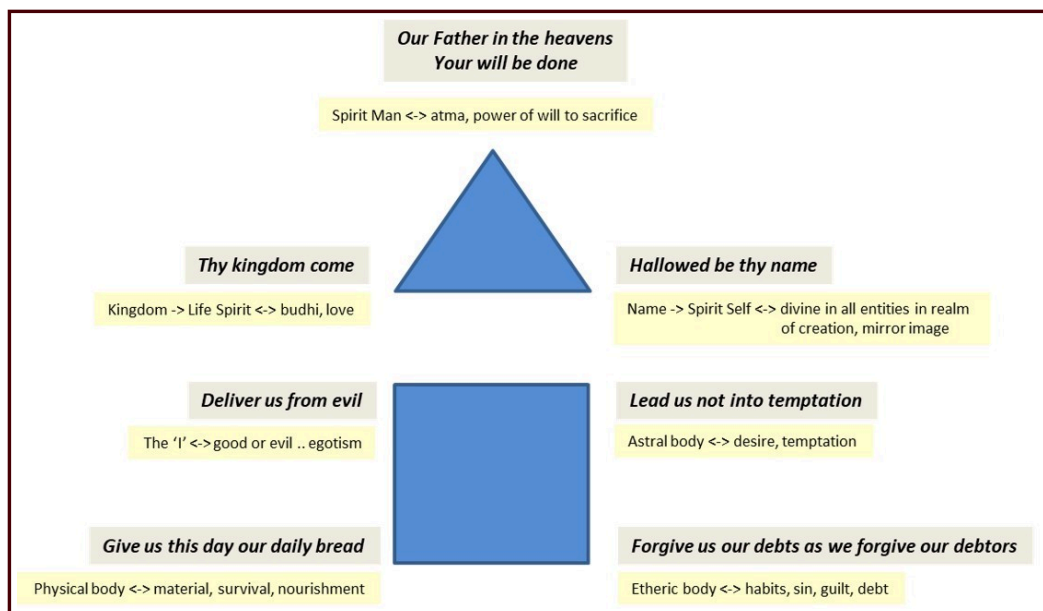 Our Father in the heavens
Your will be done
Spirit Man <-> atma, power of will to sacrifice
Thy kingdom come
Kingdom -> Life Spirit <-> budhi, love
Hallowed be thy name
Name -> Spirit Self <-> divine in all entities in realm
of creation, mirror image
Deliver us from evil
The ‘I’ <-> good or evil .. egotism
Lead us not into temptation
Astral body <-> desire, temptation
Give us this day our daily bread
Physical body <-> material, survival, nourishment
Forgive us our debts as we forgive our debtors
Etheric body <-> habits, sin, guilt, debt